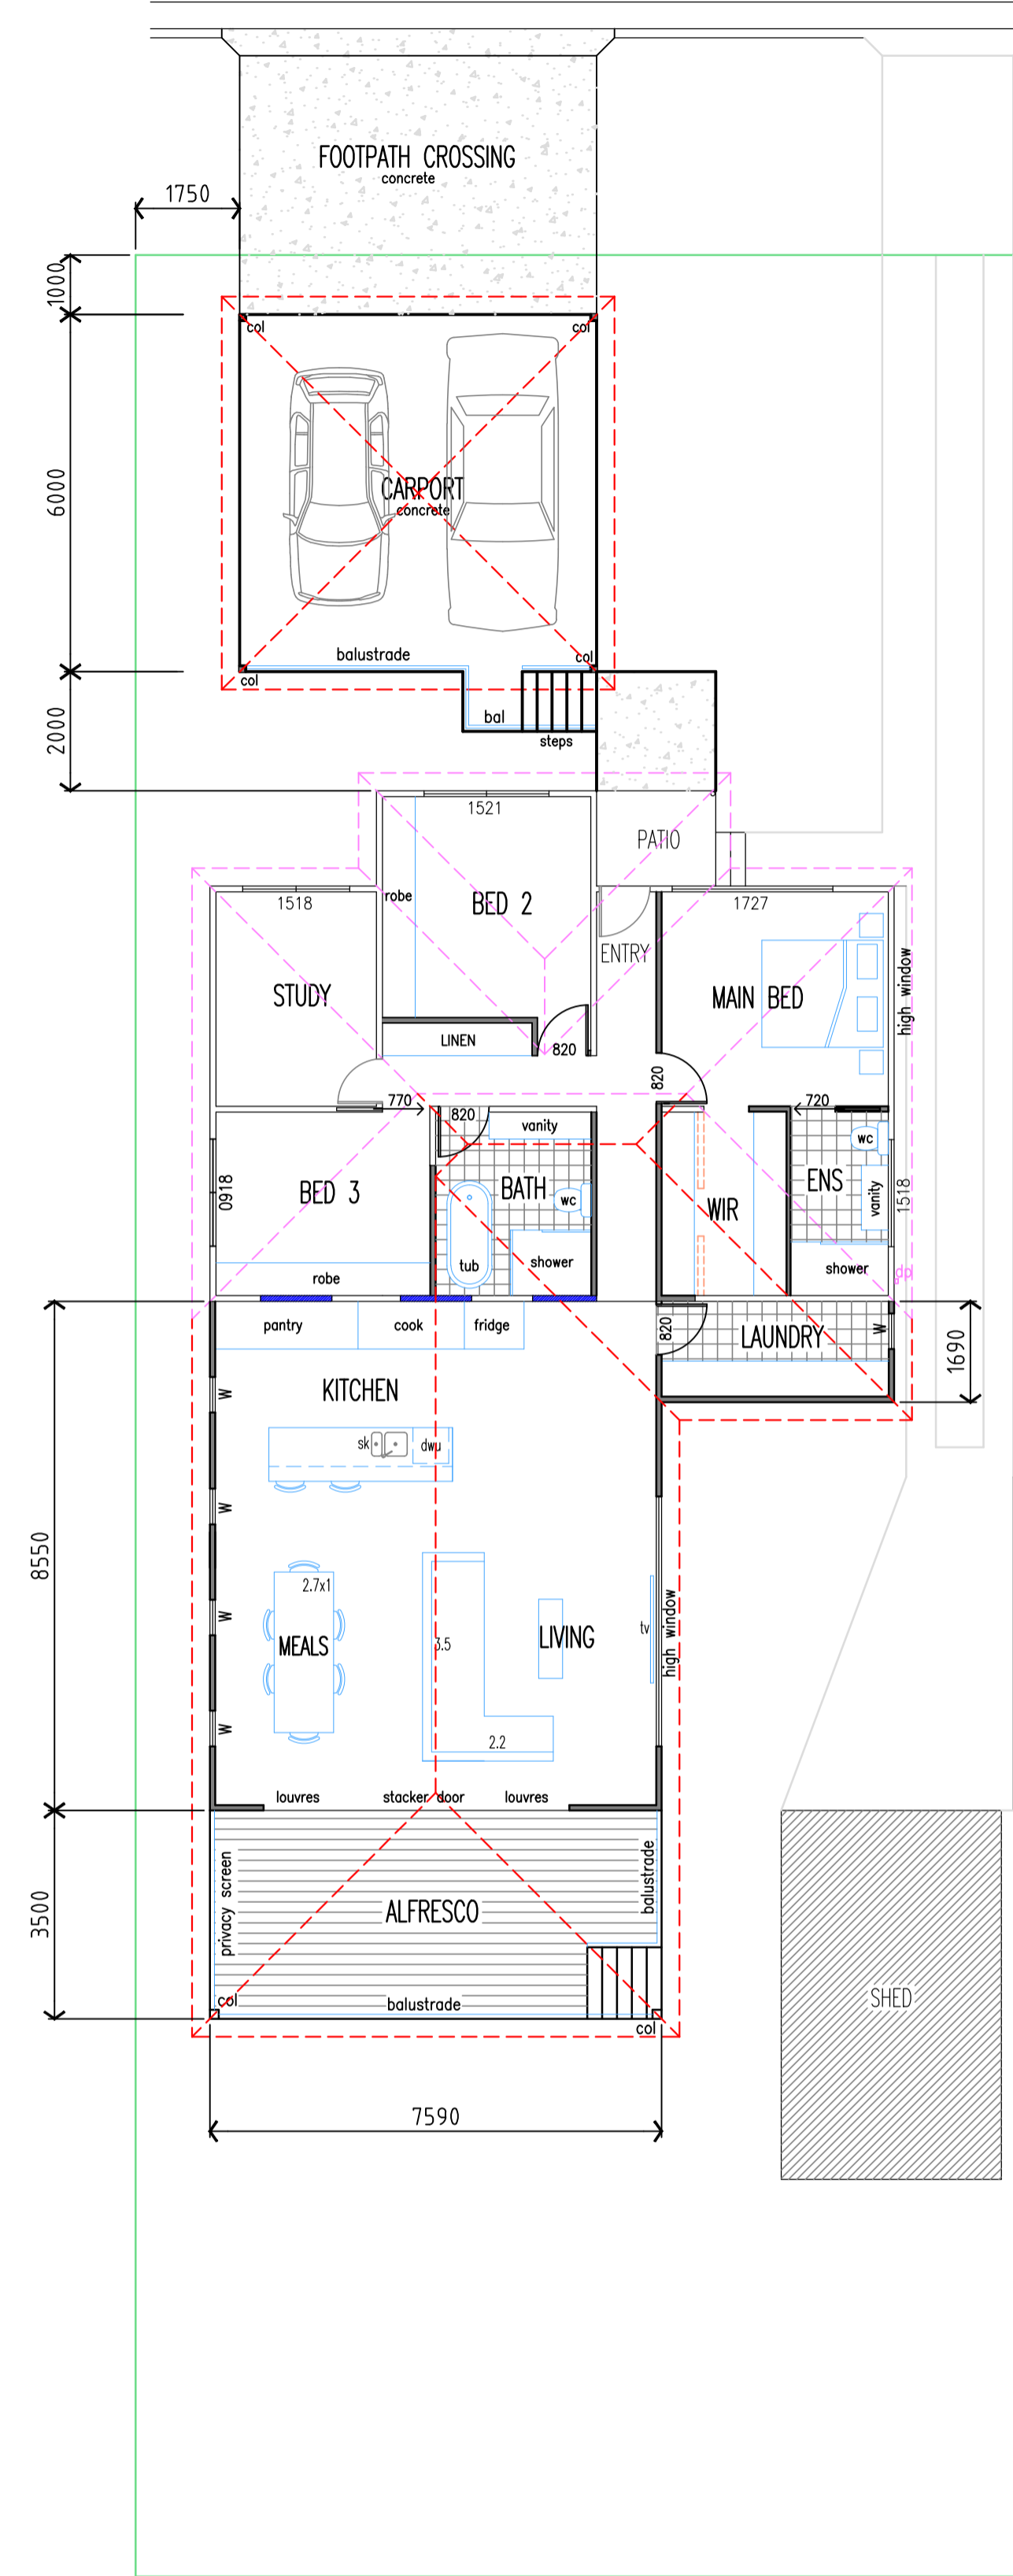 FOOTPATH CROSSING
concrete
1750
1000
col
col
6000
CARPORT
concrete
balustrade
col
col
2000
bal
steps
1521
PATIO
robe
BED 2
1518
1727
ENTRY
high window
STUDY
MAIN BED
LINEN
820
820
770
820
720
vanity
wc
0918
BED 3
BATH
wc
ENS
vanity
1518
WIR
tub
shower
shower
robe
dp
pantry
cook
fridge
820
LAUNDRY
W
1690
KITCHEN
W
sk
dwu
W
8550
2.7x1
W
MEALS
3.5
LIVING
tv
high window
W
2.2
louvres
stacker door
louvres
privacy screen
balustrade
3500
ALFRESCO
col
balustrade
col
SHED
7590